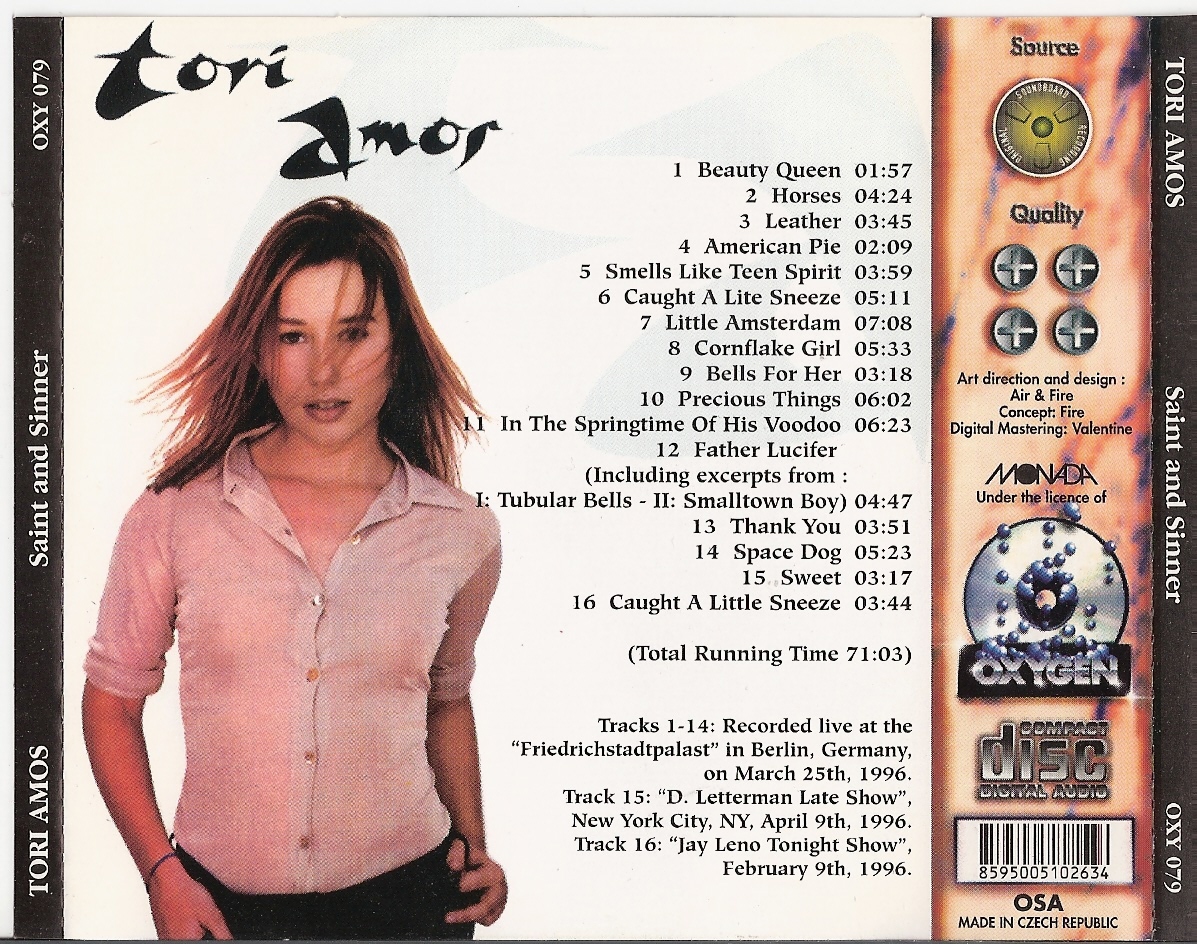 OXY 079
Saint and Sinner
TORI AMOS
tori
amos
1 Beauty Queen 01:57
2 Horses 04:24
3 Leather 03:45
4 American Pie 02:09
5 Smells Like Teen Spirit 03:59
6 Caught A Lite Sneeze 05:11
7 Little Amsterdam 07:08
8 Cornflake Girl 05:33
9 Bells For Her 03:18
10 Precious Things 06:02
11 In The Springtime Of His Voodoo 06:23
12 Father Lucifer
(Including excerpts from :
I: Tubular Bells - II: Smalltown Boy) 04:47
13 Thank You 03:51
14 Space Dog 05:23
15 Sweet 03:17
16 Caught A Little Sneeze 03:44
(Total Running Time 71:03)
Tracks 1-14: Recorded live at the
“Friedrichstadtpalast” in Berlin, Germany,
on March 25th, 1996.
Track 15: “D. Letterman Late Show”,
New York City, NY, April 9th, 1996.
Track 16: “Jay Leno Tonight Show”,
February 9th, 1996.
Source
SOUNDBOARD
ORIGINAL RECORDING
Quality
Art direction and design :
Air & Fire
Concept: Fire
Digital Mastering: Valentine
MONADA
Under the licence of
OXYGEN
COMPACT
disc
DIGITAL AUDIO
8595005102634
OSA
MADE IN CZECH REPUBLIC
TORI AMOS
Saint and Sinner
OXY 079